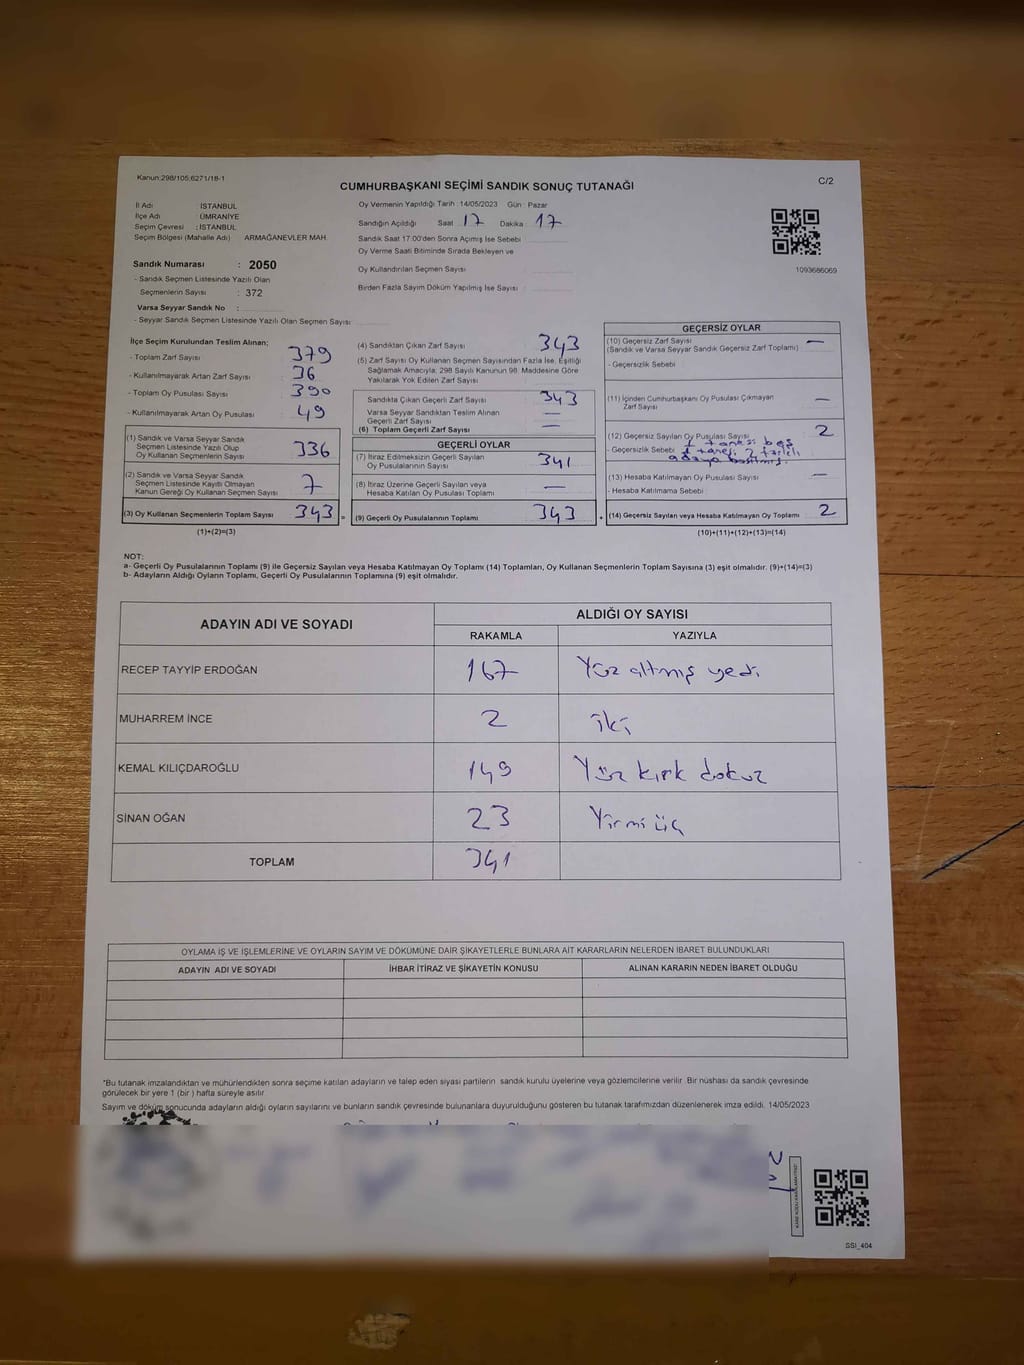 Kanun:298/105;6271/18-1
C/2
CUMHURBAŞKANI SEÇİMİ SANDIK SONUÇ TUTANAĞI
İl Adı : İSTANBUL
İlçe Adı : ÜMRANİYE
Seçim Çevresi : İSTANBUL
Seçim Bölgesi (Mahalle Adı) ARMAĞANEVLER MAH.
Sandık Numarası : 2050
- Sandık Seçmen Listesinde Yazılı Olan
Seçmenlerin Sayısı : 372
Varsa Seyyar Sandık No :
- Seyyar Sandık Seçmen Listesinde Yazılı Olan Seçmen Sayısı :
Oy Vermenin Yapıldığı Tarih : 14/05/2023 Gün : Pazar
Sandığın Açıldığı Saat 17 Dakika : 17
Sandık Saat 17:00'den Sonra Açımış İse Sebebi :
Oy Verme Saati Bitiminde Sırada Bekleyen ve
Oy Kullandırılan Seçmen Sayısı :
Birden Fazla Sayım Döküm Yapılmış İse Sayısı :
1093686069
İlçe Seçim Kurulundan Teslim Alınan;
- Toplam Zarf Sayısı 379
- Kullanılmayarak Artan Zarf Sayısı : 36
- Toplam Oy Pusulası Sayısı : 390
- Kullanılmayarak Artan Oy Pusulası : 49
(1) Sandık ve Varsa Seyyar Sandık
Seçmen Listesinde Yazılı Olup
Oy Kullanan Seçmenlerin Sayısı 336
(2) Sandık ve Varsa Seyyar Sandık
Seçmen Listesinde Kayıtlı Olmayan
Kanun Gereği Oy Kullanan Seçmen Sayısı 7
(3) Oy Kullanan Seçmenlerin Toplam Sayısı 343 =
(1)+(2)=(3)
(4) Sandıktan Çıkan Zarf Sayısı 343
(5) Zarf Sayısı Oy Kullanan Seçmen Sayısından Fazla İse, Eşitliği
Sağlamak Amacıyla; 298 Sayılı Kanunun 98. Maddesine Göre
Yakılarak Yok Edilen Zarf Sayısı
Sandıkta Çıkan Geçerli Zarf Sayısı 343
Varsa Seyyar Sandıktan Teslim Alınan
Geçerli Zarf Sayısı —
(6) Toplam Geçerli Zarf Sayısı —
GEÇERLİ OYLAR
(7) İtiraz Edilmeksizin Geçerli Sayılan
Oy Pusulalarının Sayısı 341
(8) İtiraz Üzerine Geçerli Sayılan veya
Hesaba Katılan Oy Pusulası Toplamı —
(9) Geçerli Oy Pusulalarının Toplamı 343 +
GEÇERSİZ OYLAR
(10) Geçersiz Zarf Sayısı —
(Sandık ve Varsa Seyyar Sandık Geçersiz Zarf Toplamı)
- Geçersizlik Sebebi :
(11) İçinden Cumhurbaşkanı Oy Pusulası Çıkmayan
Zarf Sayısı —
(12) Geçersiz Sayılan Oy Pusulası Sayısı 2
1 tanesi boş
- Geçersizlik Sebebi : 1 tanesi 2 farklı
adaya basılmış.
(13) Hesaba Katılmayan Oy Pusulası Sayısı —
- Hesaba Katılmama Sebebi :
(14) Geçersiz Sayılan veya Hesaba Katılmayan Oy Toplamı 2
(10)+(11)+(12)+(13)=(14)
NOT:
a- Geçerli Oy Pusulalarının Toplamı (9) ile Geçersiz Sayılan veya Hesaba Katılmayan Oy Toplamı (14) Toplamları, Oy Kullanan Seçmenlerin Toplam Sayısına (3) eşit olmalıdır. (9)+(14)=(3)
b- Adayların Aldığı Oyların Toplamı, Geçerli Oy Pusulalarının Toplamına (9) eşit olmalıdır.
ADAYIN ADI VE SOYADI ALDIĞI OY SAYISI
RAKAMLA YAZIYLA
RECEP TAYYİP ERDOĞAN 167 Yüz altmış yedi
MUHARREM İNCE 2 iki
KEMAL KILIÇDAROĞLU 149 Yüz kırk dokuz
SİNAN OĞAN 23 Yirmi üç
TOPLAM 341
OYLAMA İŞ VE İŞLEMLERİNE VE OYLARIN SAYIM VE DÖKÜMÜNE DAİR ŞİKAYETLERLE BUNLARA AİT KARARLARIN NELERDEN İBARET BULUNDUKLARI
ADAYIN ADI VE SOYADI İHBAR İTİRAZ VE ŞİKAYETİN KONUSU ALINAN KARARIN NEDEN İBARET OLDUĞU
*Bu tutanak imzalandıktan ve mühürlendikten sonra seçime katılan adayların ve talep eden siyasi partilerin sandık kurulu üyelerine veya gözlemcilerine verilir. Bir nüshası da sandık çevresinde
görülecek bir yere 1 (bir) hafta süreyle asılır.
Sayım ve döküm sonucunda adayların aldığı oyların sayılarını ve bunların sandık çevresinde bulunanlara duyurulduğunu gösteren bu tutanak tarafımızdan düzenlenerek imza edildi. 14/05/2023
SSI_404